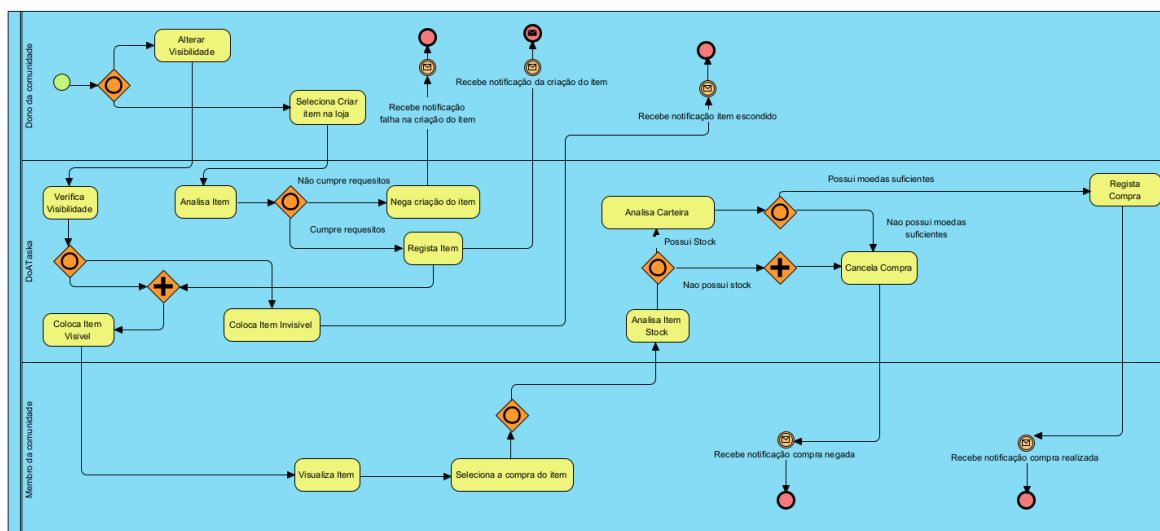 Dono da comunidade
Alterar
Visibilidade
Seleciona Criar
item na loja
Recebe notificação
falha na criação do item
Recebe notificação da criação do item
Recebe notificação item escondido
DoATaska
Verifica
Visibilidade
Analisa Item
Não cumpre requesitos
Nega criação do item
Cumpre requesitos
Regista Item
Coloca Item
Visivel
Coloca Item Invisível
Analisa Carteira
Possui Stock
Nao possui stock
Analisa Item
Stock
Possui moedas suficientes
Nao possui moedas
suficientes
Cancela Compra
Regista
Compra
Membro da comunidade
Visualiza Item
Seleciona a compra do item
Recebe notificação compra negada
Recebe notificação compra realizada